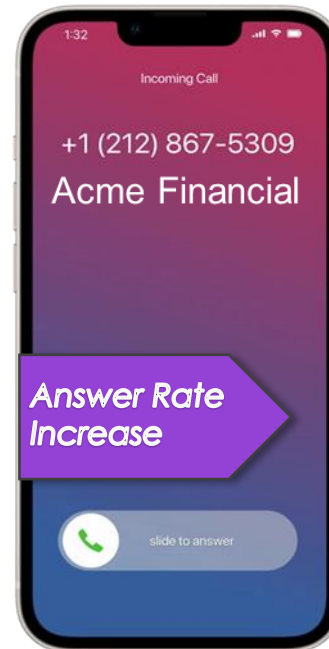 1:32
Incoming Call
+1 (212) 867-5309
Acme Financial
Answer Rate
Increase
slide to answer